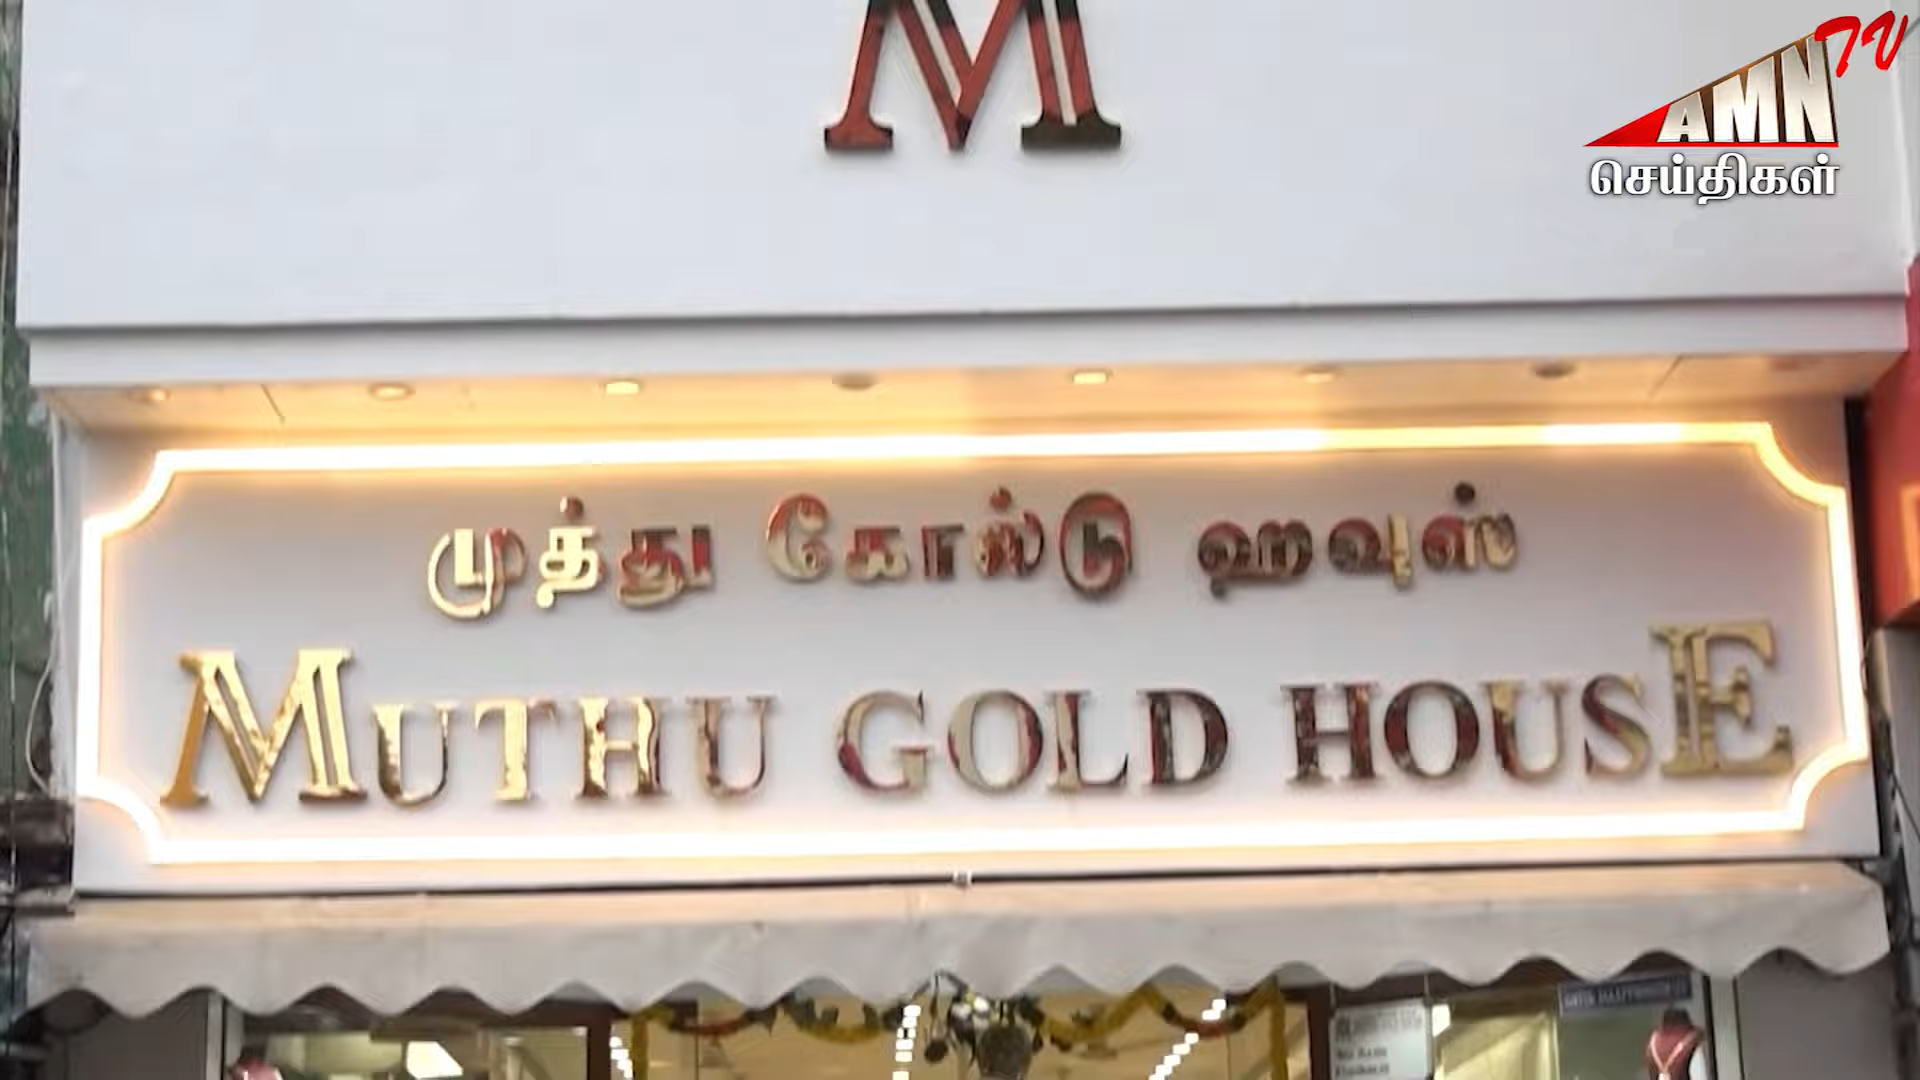 M
AMN TV
செய்திகள்
முத்து கோல்டு ஹவுஸ்
MUTHU GOLD HOUSE